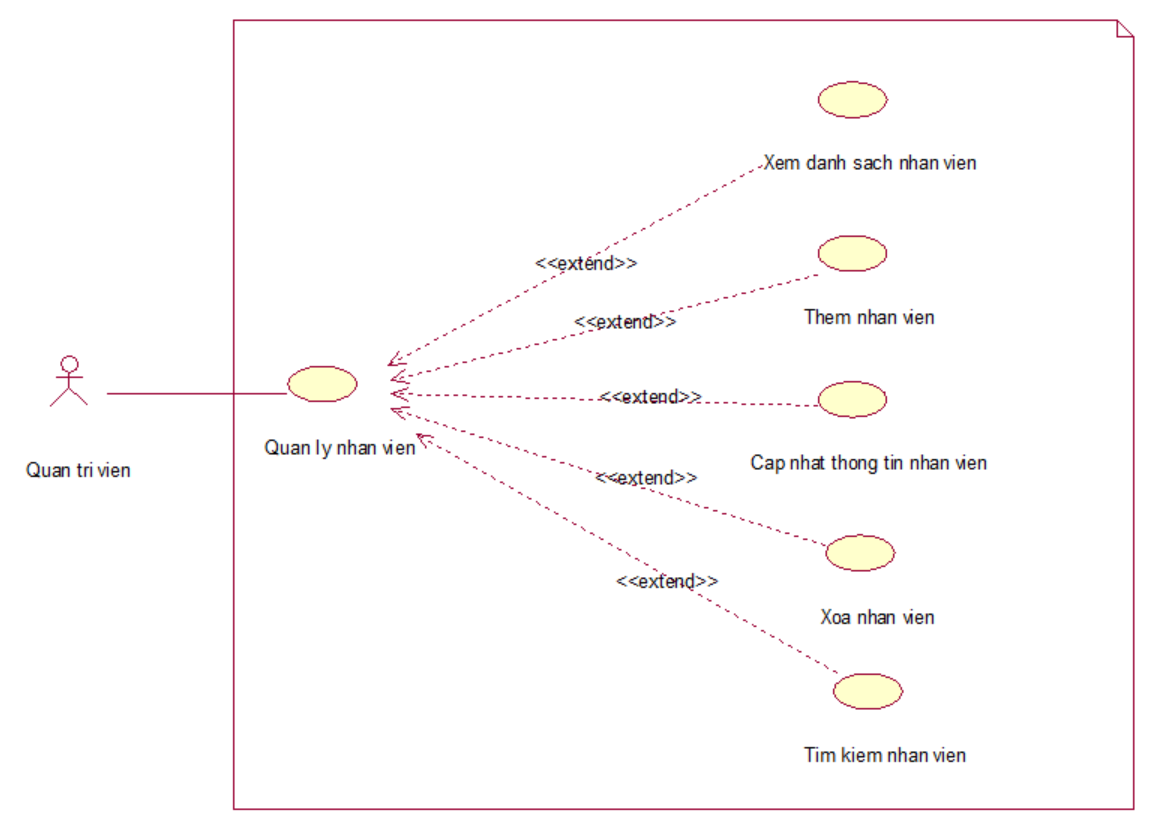 Xem danh sach nhan vien
<<extend>>
Them nhan vien
<<extend>>
<<extend>>
Quan ly nhan vien
Cap nhat thong tin nhan vien
Quan tri vien
<<extend>>
<<extend>>
Xoa nhan vien
Tim kiem nhan vien